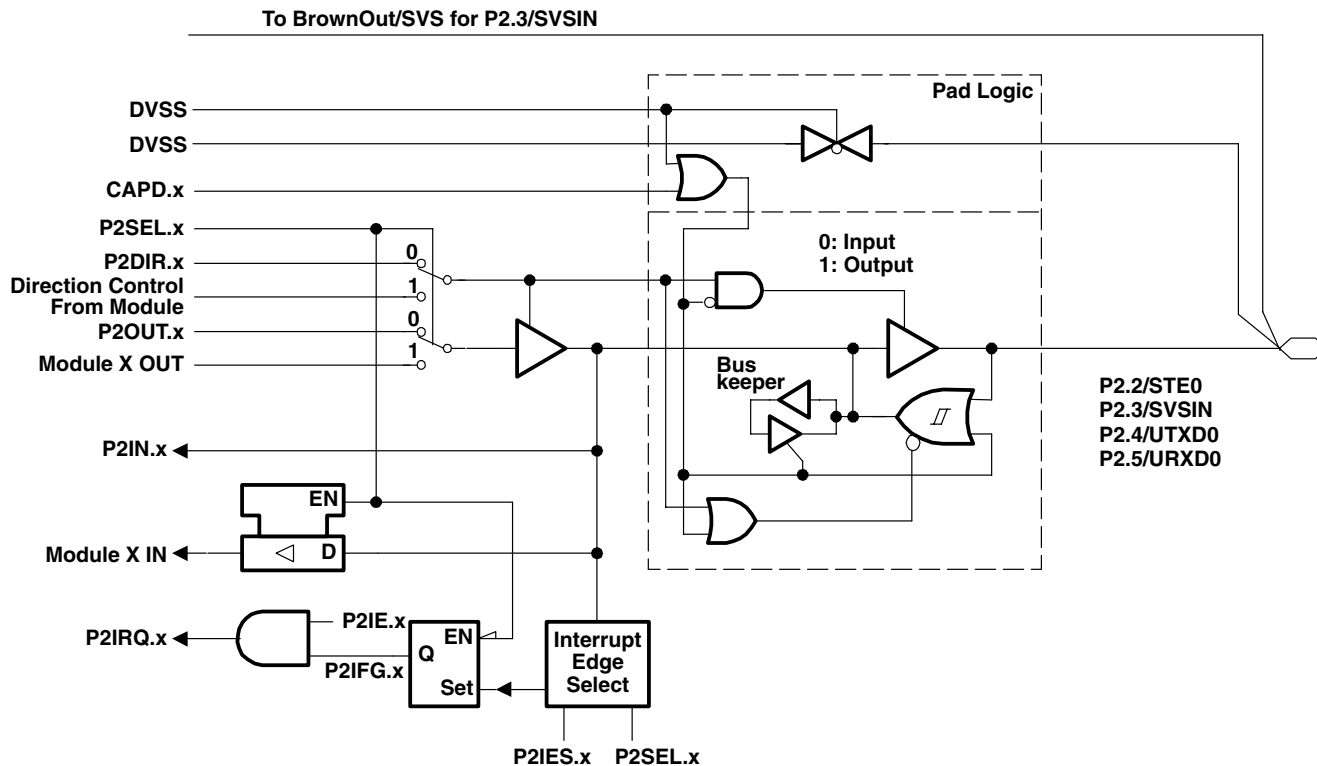 To BrownOut/SVS for P2.3/SVSIN
Pad Logic
DVSS
DVSS
CAPD.x
P2SEL.x
0: Input
1: Output
0
P2DIR.x
Direction Control
From Module
1
P2OUT.x
0
Module X OUT
1
Bus
keeper
P2.2/STE0
P2.3/SVSIN
P2.4/UTXD0
P2.5/URXD0
P2IN.x
EN
Module X IN
D
P2IRQ.x
P2IE.x
P2IFG.x
EN
Q
Set
Interrupt
Edge
Select
P2IES.x
P2SEL.x